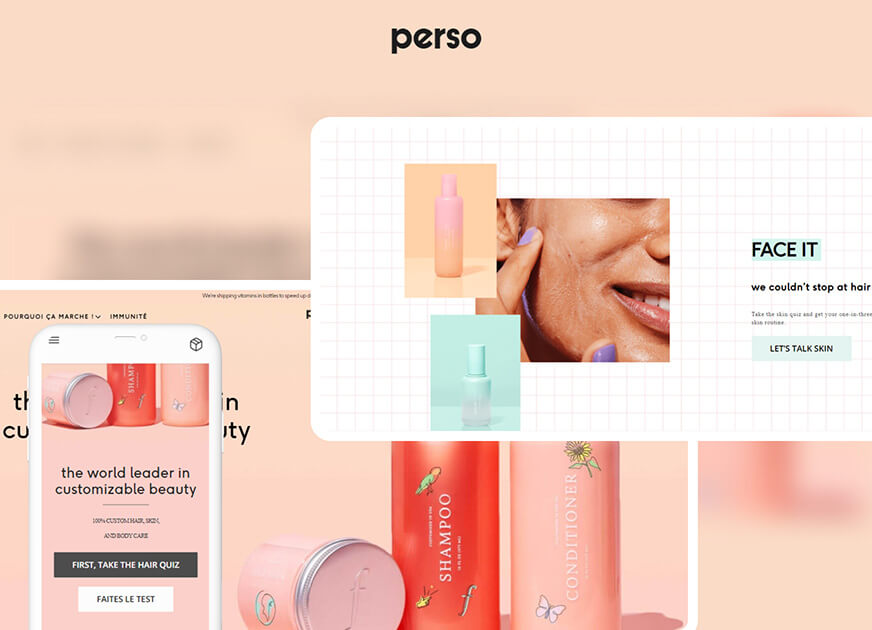 perso
FACE IT
we couldn't stop at hair
Take the skin quiz and get your one-in-three
skin routine.
LET'S TALK SKIN
We're shipping vitamins in bottles to speed up d
POURQUOI ÇA MARCHE ! IMMUNITÉ
th
in
cu
uty
SHAMPOO
the world leader in
customizable beauty
100% CUSTOM HAIR, SKIN,
AND BODY CARE
FIRST, TAKE THE HAIR QUIZ
FAITES LE TEST
f
SHAMPOO
f
CONDITIONER